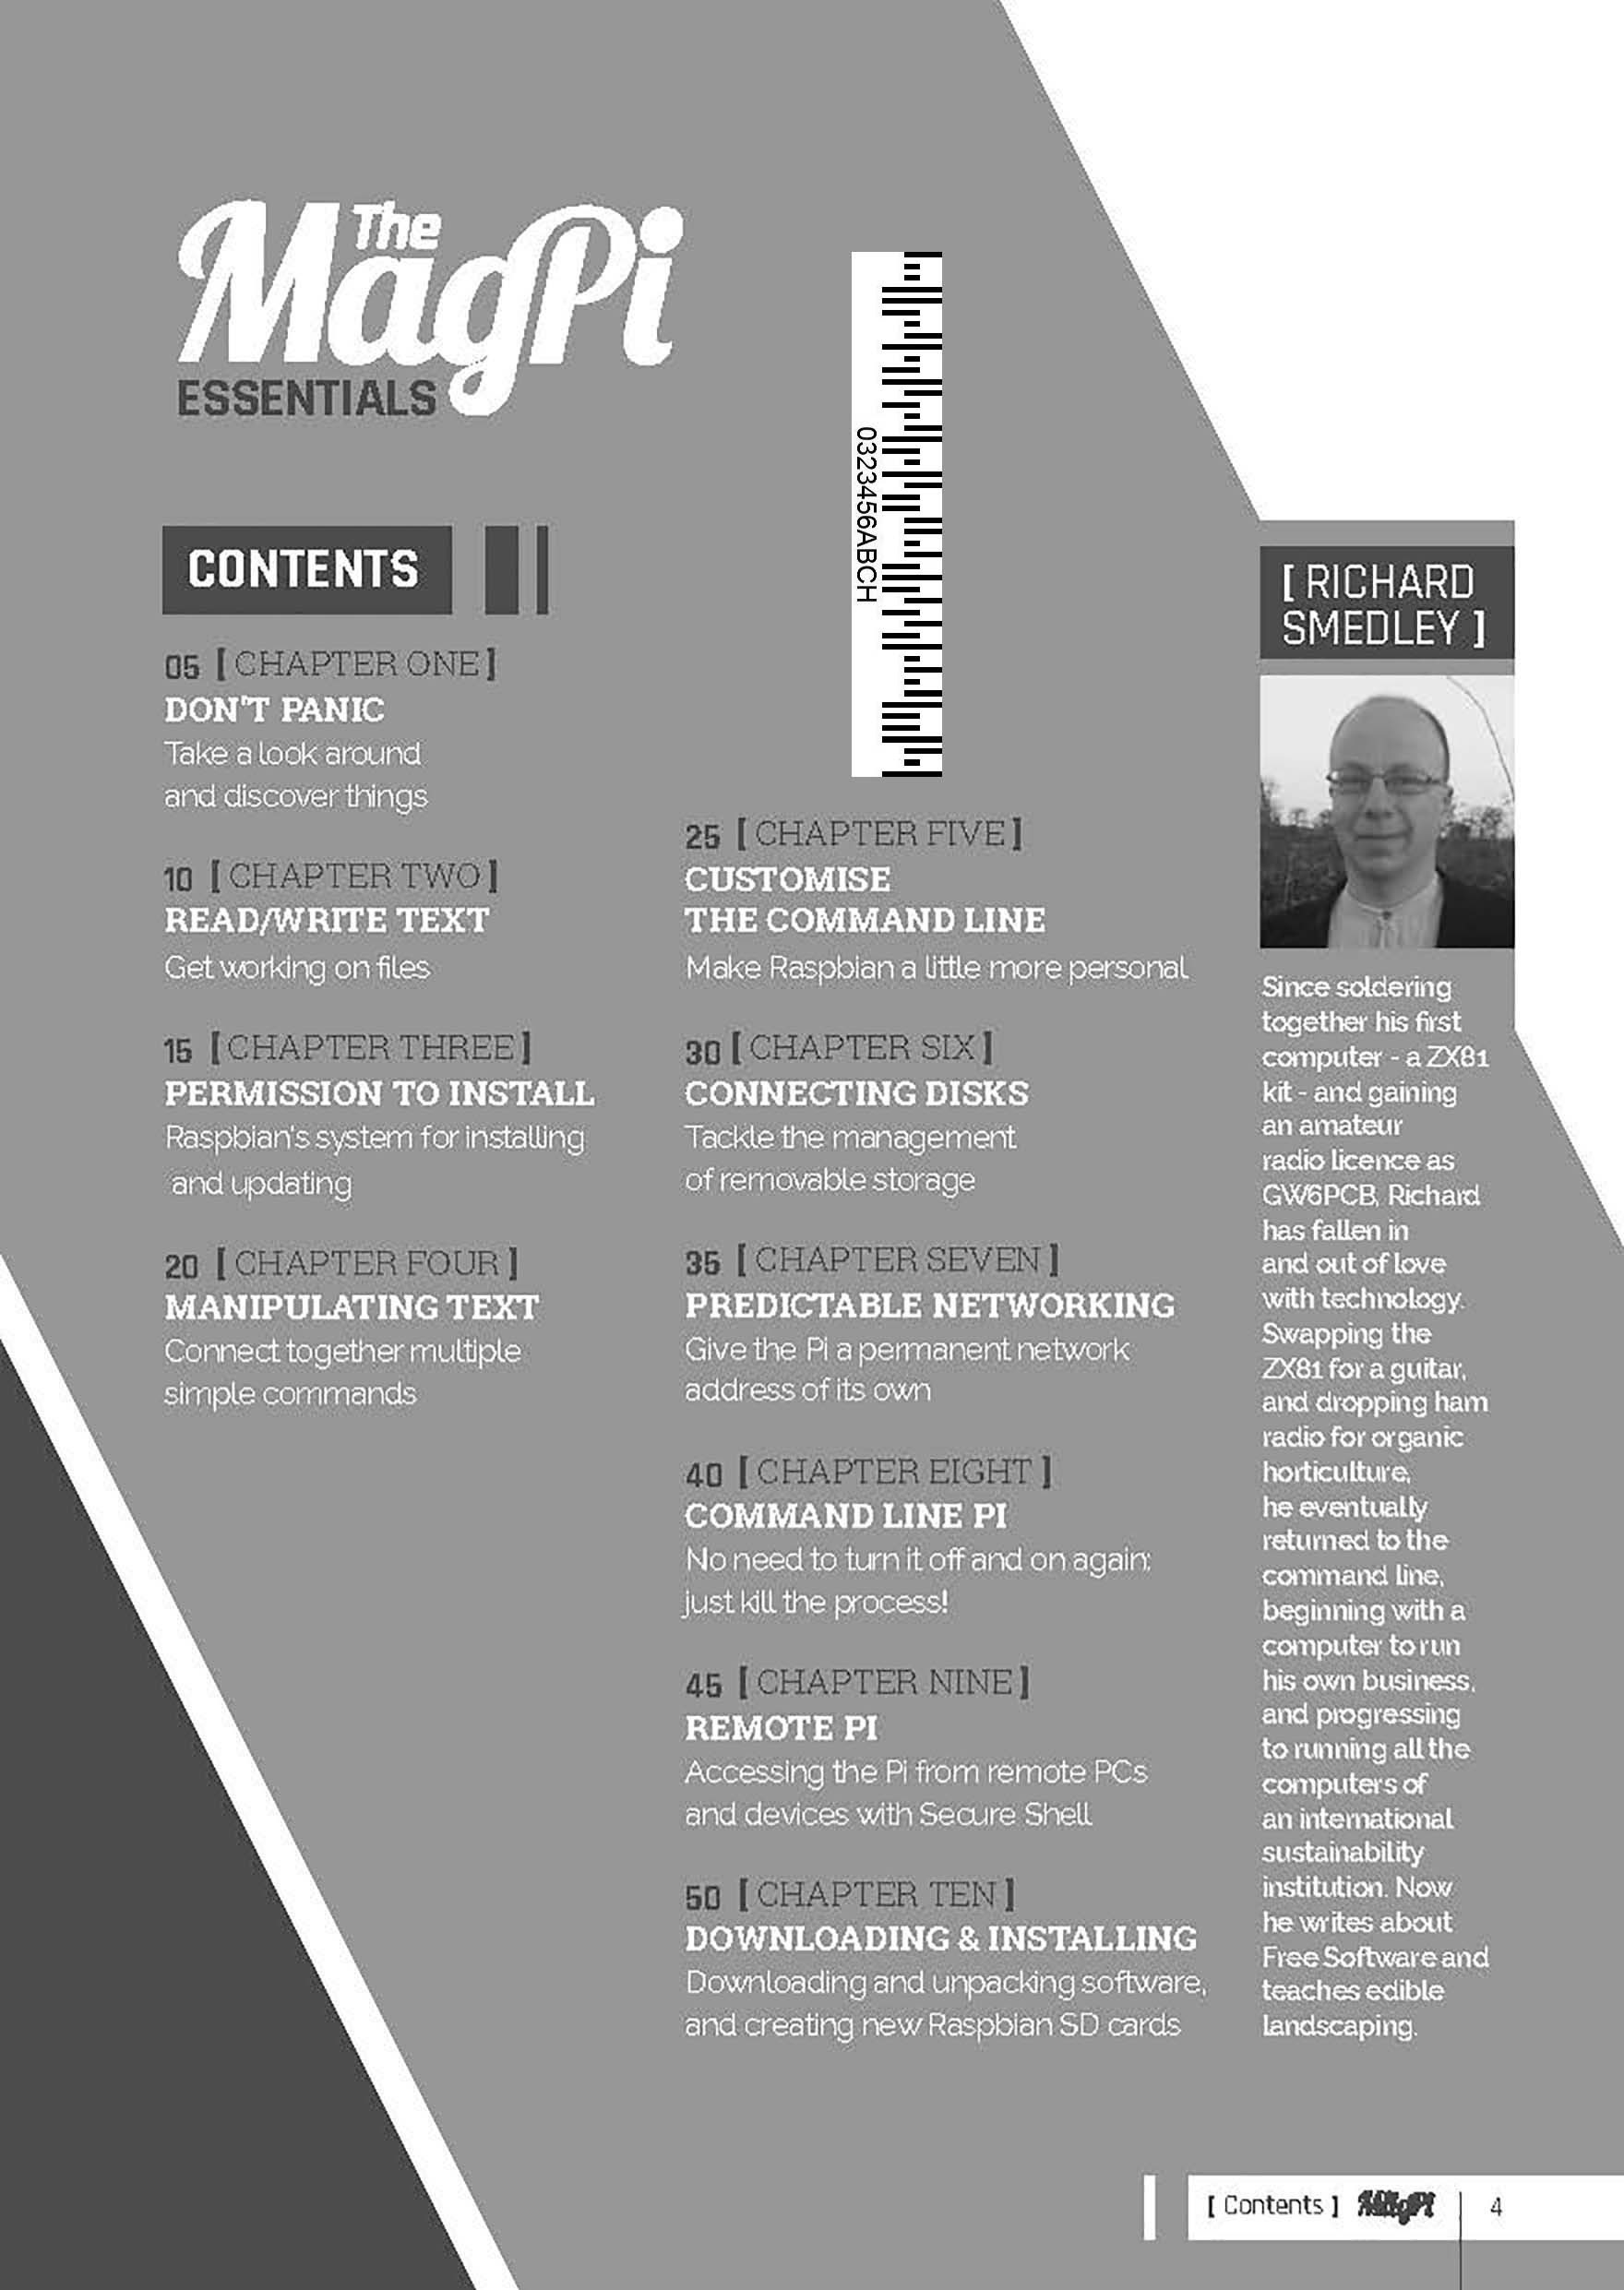 The
MagPi
ESSENTIALS
0323456ABCH
CONTENTS
05 [ CHAPTER ONE ]
DON'T PANIC
Take a look around
and discover things
10 [ CHAPTER TWO ]
READ/WRITE TEXT
Get working on files
15 [ CHAPTER THREE ]
PERMISSION TO INSTALL
Raspbian's system for installing
and updating
20 [ CHAPTER FOUR ]
MANIPULATING TEXT
Connect together multiple
simple commands
25 [ CHAPTER FIVE ]
CUSTOMISE
THE COMMAND LINE
Make Raspbian a little more personal
30 [ CHAPTER SIX ]
CONNECTING DISKS
Tackle the management
of removable storage
35 [ CHAPTER SEVEN ]
PREDICTABLE NETWORKING
Give the Pi a permanent network
address of its own
40 [ CHAPTER EIGHT ]
COMMAND LINE PI
No need to turn it off and on again:
just kill the process!
45 [ CHAPTER NINE ]
REMOTE PI
Accessing the Pi from remote PCs
and devices with Secure Shell
50 [ CHAPTER TEN ]
DOWNLOADING & INSTALLING
Downloading and unpacking software,
and creating new Raspbian SD cards
[ RICHARD
SMEDLEY ]
Since soldering
together his first
computer - a ZX81
kit - and gaining
an amateur
radio licence as
GW6PCB, Richard
has fallen in
and out of love
with technology.
Swapping the
ZX81 for a guitar,
and dropping ham
radio for organic
horticulture,
he eventually
returned to the
command line,
beginning with a
computer to run
his own business,
and progressing
to running all the
computers of
an international
sustainability
institution. Now
he writes about
Free Software and
teaches edible
landscaping.
[ Contents ] MagPi 4